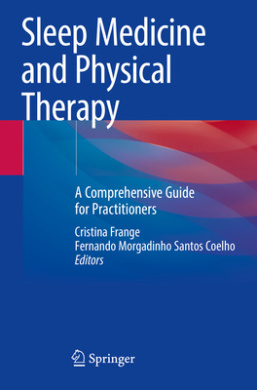 Sleep Medicine
and Physical
Therapy
A Comprehensive Guide
for Practitioners
Cristina Frange
Fernando Morgadinho Santos Coelho
Editors
Springer